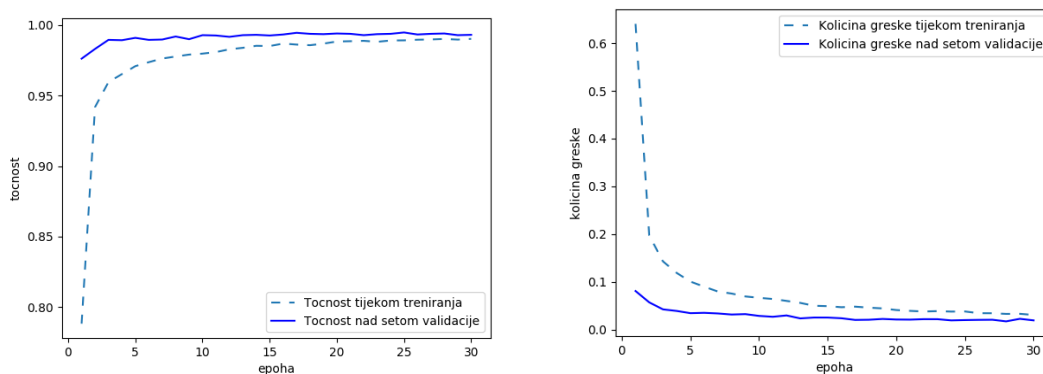 1.00
0.95
0.90
0.85
0.80
tocnost
0 5 10 15 20 25 30
epoha
Tocnost tijekom treniranja
Tocnost nad setom validacije
0.6
0.5
0.4
0.3
0.2
0.1
0.0
kolicina greske
0 5 10 15 20 25 30
epoha
Kolicina greske tijekom treniranja
Kolicina greske nad setom validacije